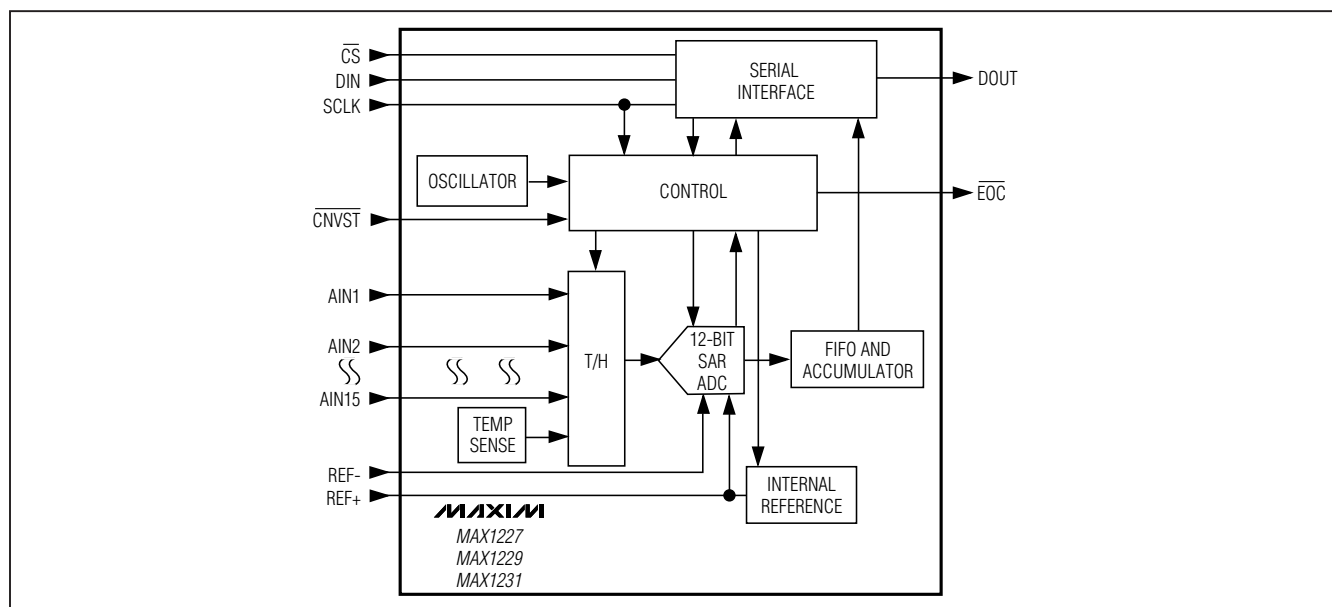 CS
DIN
SCLK
SERIAL
INTERFACE
DOUT
OSCILLATOR
CONTROL
EOC
CNVST
AIN1
AIN2
AIN15
T/H
12-BIT
SAR
ADC
FIFO AND
ACCUMULATOR
TEMP
SENSE
REF-
REF+
INTERNAL
REFERENCE
MAXIM
MAX1227
MAX1229
MAX1231